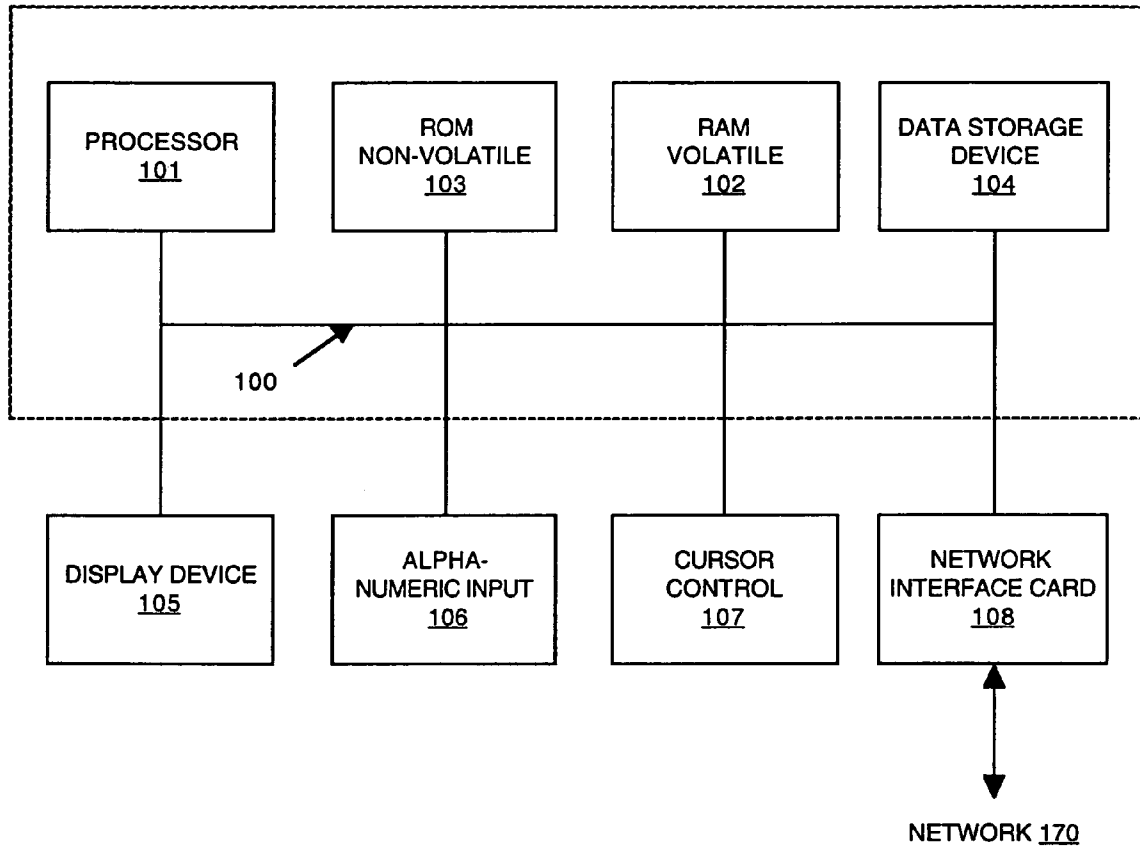 PROCESSOR
101
ROM
NON-VOLATILE
103
RAM
VOLATILE
102
DATA STORAGE
DEVICE
104
100
DISPLAY DEVICE
105
ALPHA-
NUMERIC INPUT
106
CURSOR
CONTROL
107
NETWORK
INTERFACE CARD
108
NETWORK 170